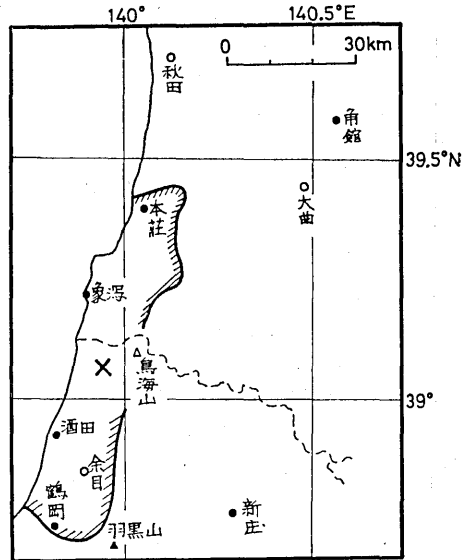 140°
140.5°E
0
30km
秋田
角館
39.5°N
大曲
本荘
象潟
鳥海山
39°
酒田
余目
鶴岡
新庄
羽黒山